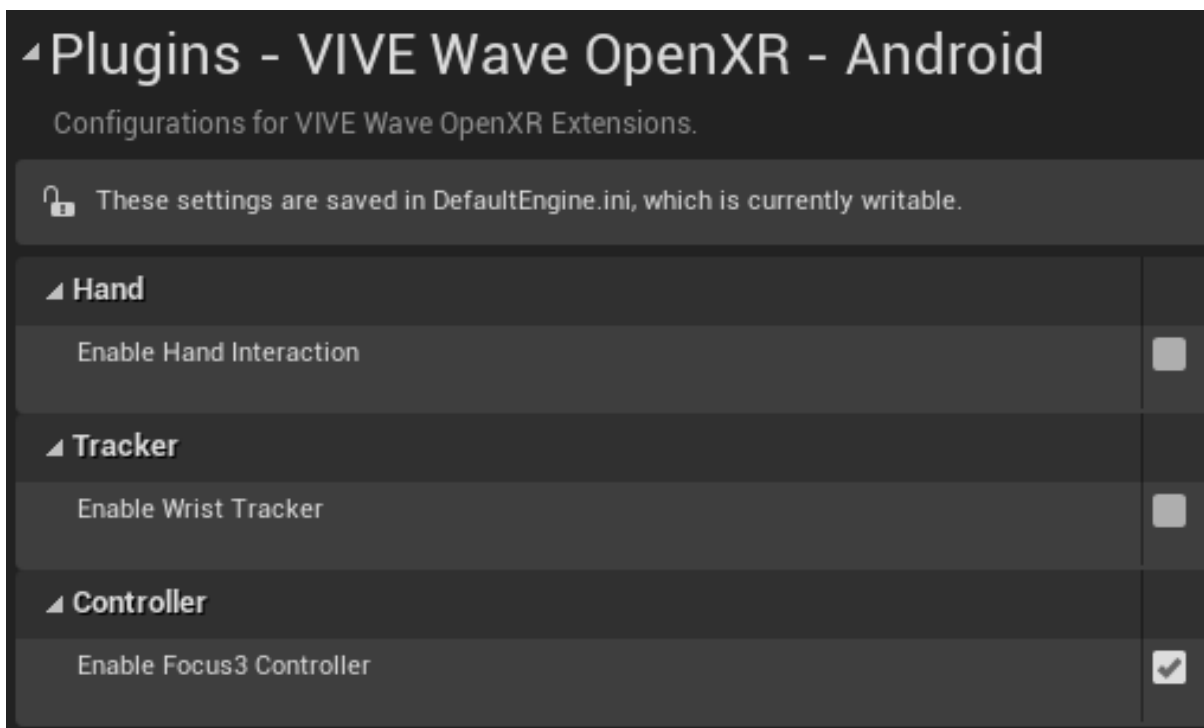 Plugins - VIVE Wave OpenXR - Android
Configurations for VIVE Wave OpenXR Extensions.
These settings are saved in DefaultEngine.ini, which is currently writable.
Hand
Enable Hand Interaction
Tracker
Enable Wrist Tracker
Controller
Enable Focus3 Controller